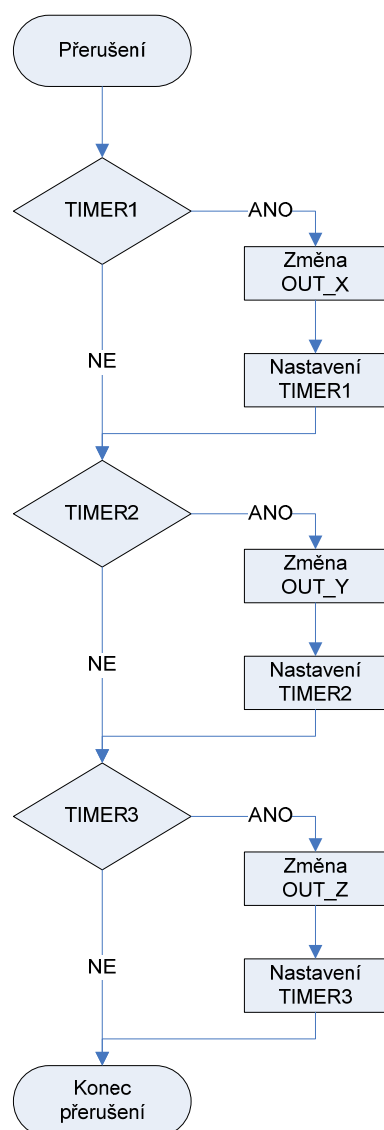 Přerušení
TIMER1
ANO
Změna
OUT_X
NE
Nastavení
TIMER1
TIMER2
ANO
Změna
OUT_Y
NE
Nastavení
TIMER2
TIMER3
ANO
Změna
OUT_Z
NE
Nastavení
TIMER3
Konec
přerušení